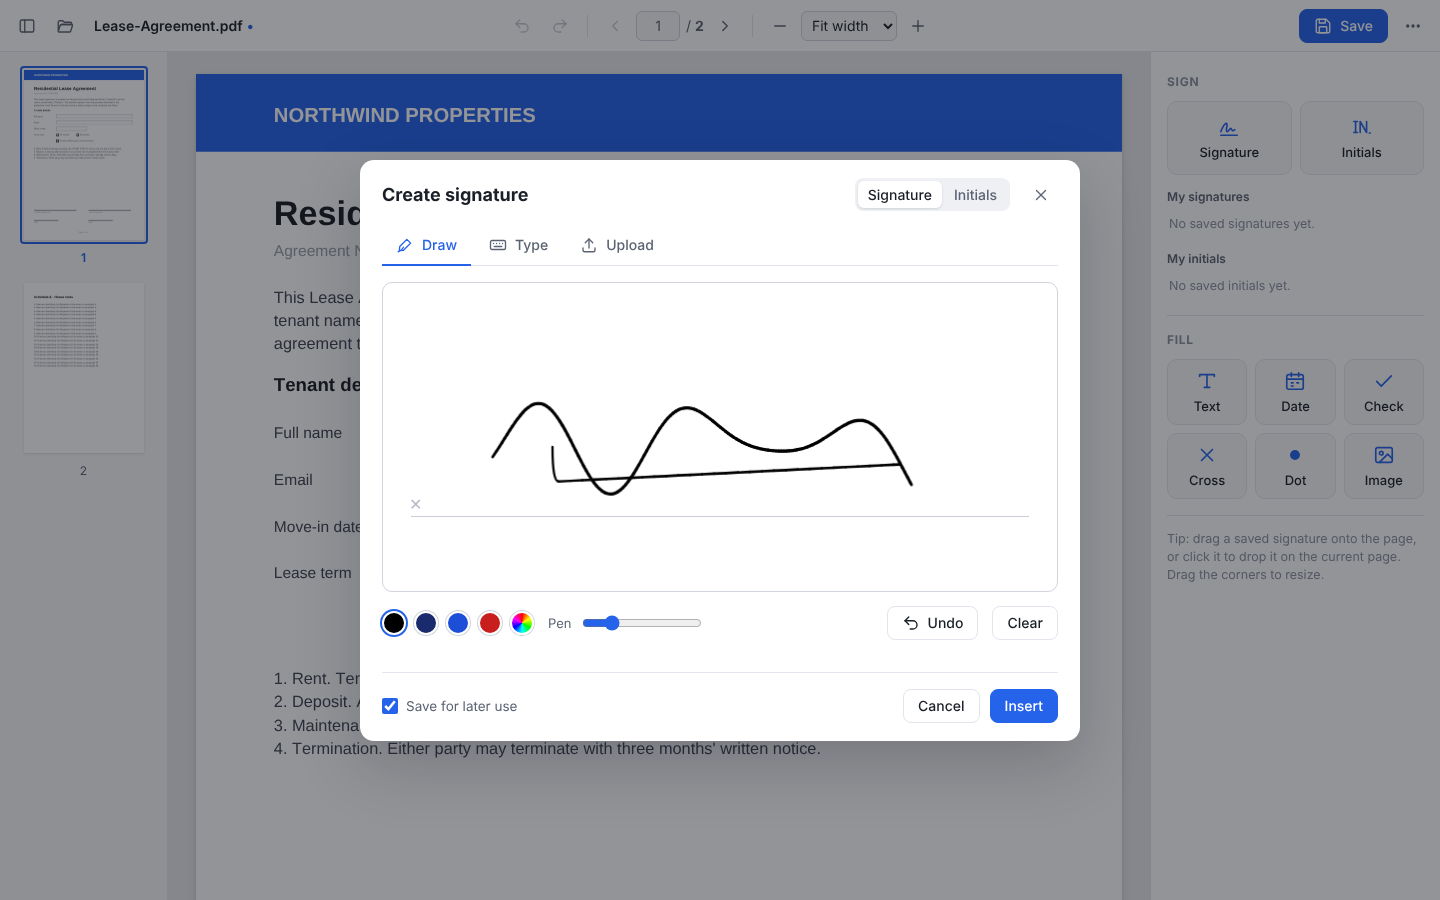 Lease-Agreement.pdf
1 / 2
Fit width
Save
1
2
NORTHWIND PROPERTIES
Resid
Agreement N
This Lease
tenant name
agreement t
Tenant de
Full name
Email
Move-in date
Lease term
1. Rent. Ter
2. Deposit.
3. Maintena
4. Termination. Either party may terminate with three months' written notice.
Create signature
Signature
Initials
Draw
Type
Upload
Pen
Undo
Clear
Save for later use
Cancel
Insert
SIGN
Signature
Initials
My signatures
No saved signatures yet.
My initials
No saved initials yet.
FILL
Text
Date
Check
Cross
Dot
Image
Tip: drag a saved signature onto the page,
or click it to drop it on the current page.
Drag the corners to resize.